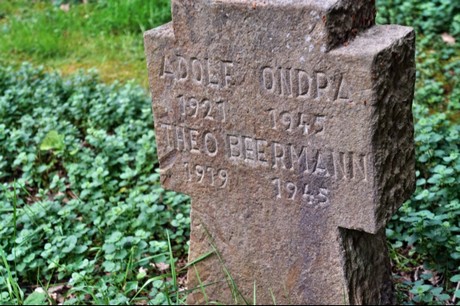 ADOLF ONDRA
1921 1945
THEO BEERMANN
1919 1945